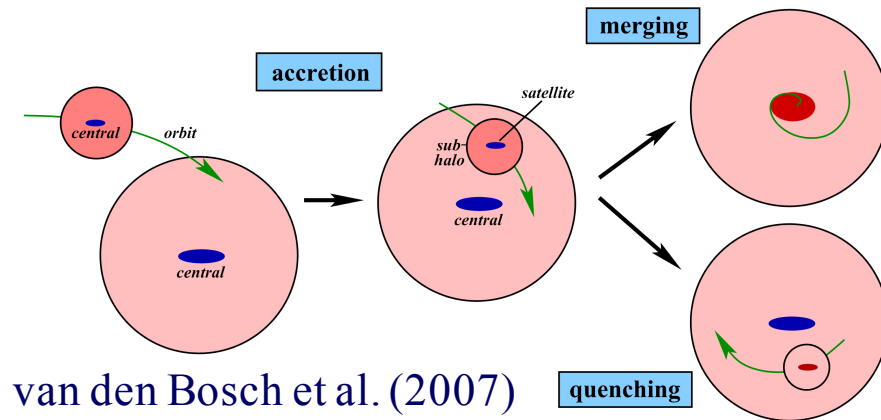 merging
accretion
satellite
central
orbit
sub-
halo
central
central
quenching
van den Bosch et al. (2007)